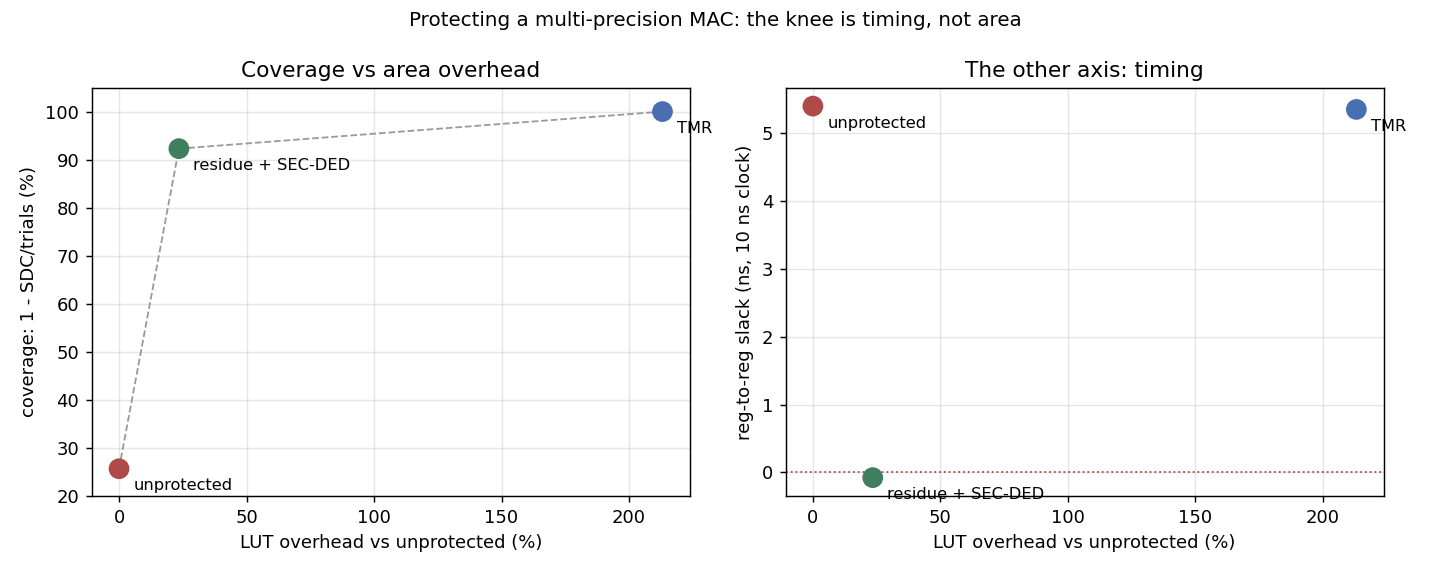 Protecting a multi-precision MAC: the knee is timing, not area
Coverage vs area overhead
coverage: 1 - SDC/trials (%)
100
90
80
70
60
50
40
30
20
TMR
residue + SEC-DED
unprotected
0
50
100
150
200
LUT overhead vs unprotected (%)
The other axis: timing
reg-to-reg slack (ns, 10 ns clock)
5
4
3
2
1
0
unprotected
TMR
residue + SEC-DED
0
50
100
150
200
LUT overhead vs unprotected (%)